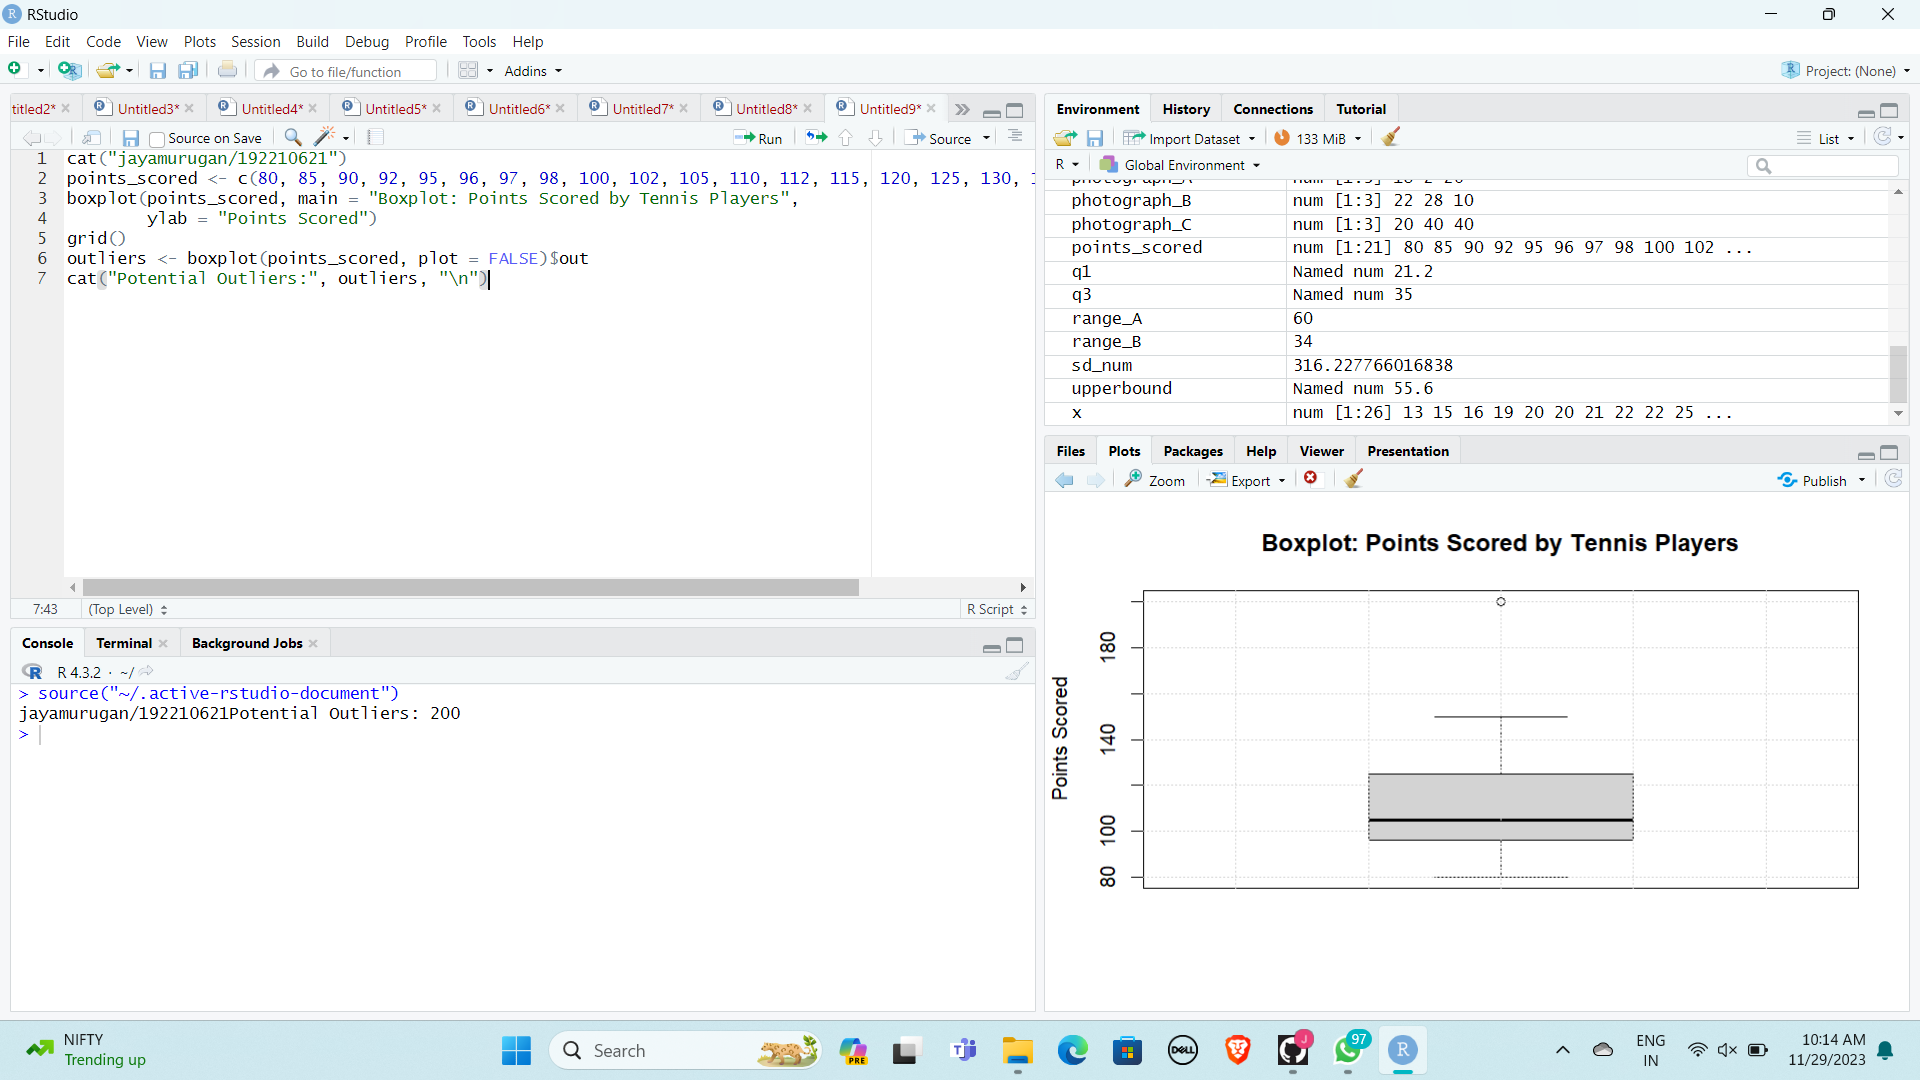 RStudio
File Edit Code View Plots Session Build Debug Profile Tools Help
Go to file/function Addins Project: (None)
titled2* Untitled3* Untitled4* Untitled5* Untitled6* Untitled7* Untitled8* Untitled9*
Source on Save Run Source
1 cat("jayamurugan/192210621")
2 points_scored <- c(80, 85, 90, 92, 95, 96, 97, 98, 100, 102, 105, 110, 112, 115, 120, 125, 130,
3 boxplot(points_scored, main = "Boxplot: Points Scored by Tennis Players",
4 ylab = "Points Scored")
5 grid()
6 outliers <- boxplot(points_scored, plot = FALSE)$out
7 cat("Potential Outliers:", outliers, "\n")
7:43 (Top Level) R Script
Console Terminal Background Jobs
R 4.3.2 · ~/
> source("~/.active-rstudio-document")
jayamurugan/192210621Potential Outliers: 200
>
Environment History Connections Tutorial
Import Dataset 133 MiB List
R Global Environment
photograph_B num [1:3] 22 28 10
photograph_C num [1:3] 20 40 40
points_scored num [1:21] 80 85 90 92 95 96 97 98 100 102 ...
q1 Named num 21.2
q3 Named num 35
range_A 60
range_B 34
sd_num 316.227766016838
upperbound Named num 55.6
x num [1:26] 13 15 16 19 20 20 21 22 22 25 ...
Files Plots Packages Help Viewer Presentation
Zoom Export Publish
Boxplot: Points Scored by Tennis Players
Points Scored
180
140
100
80
NIFTY
Trending up
Search
PRE
DELL
J
97
ENG
IN
10:14 AM
11/29/2023